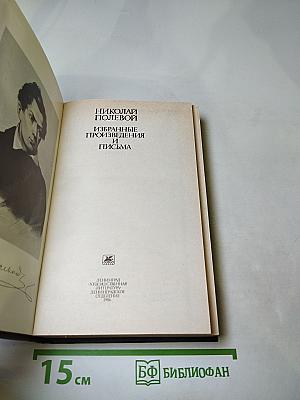 НИКОЛАЙ
ПОЛЕВОЙ
ИЗБРАННЫЕ
ПРОИЗВЕДЕНИЯ
И
ПИСЬМА
ЛЕНИНГРАД
«ХУДОЖЕСТВЕННАЯ
ЛИТЕРАТУРА»
ЛЕНИНГРАДСКОЕ
ОТДЕЛЕНИЕ
1986
15 см
БФ БИБЛИОФАН